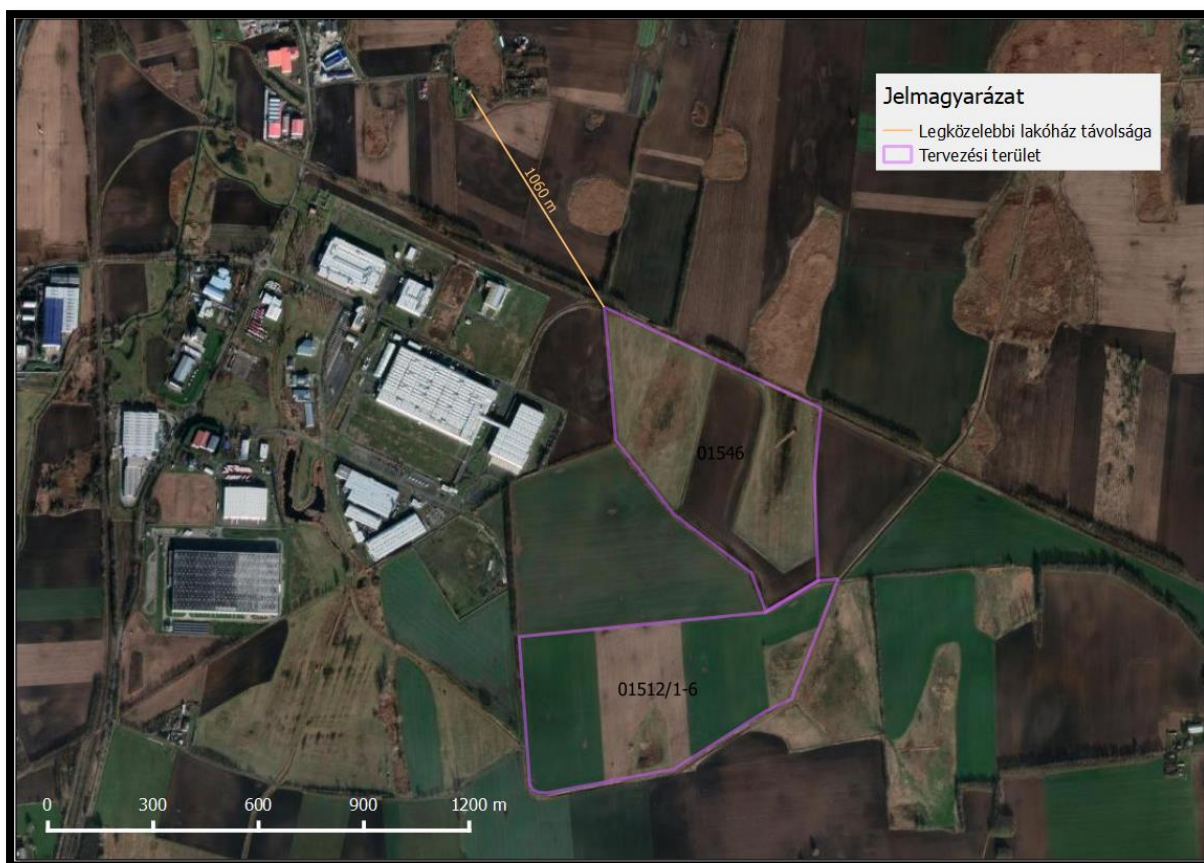 Jelmagyarázat
Legközelebbi lakóház távolsága
Tervezési terület
1060 m
01546
01512/1-6
0 300 600 900 1200 m